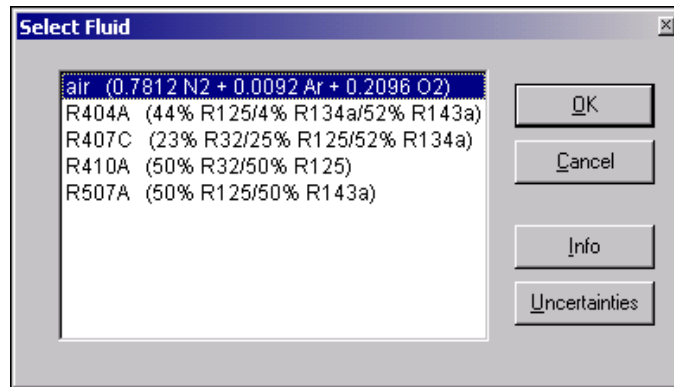 Select Fluid
air (0.7812 N2 + 0.0092 Ar + 0.2096 O2)
R404A (44% R125/4% R134a/52% R143a)
R407C (23% R32/25% R125/52% R134a)
R410A (50% R32/50% R125)
R507A (50% R125/50% R143a)
OK
Cancel
Info
Uncertainties